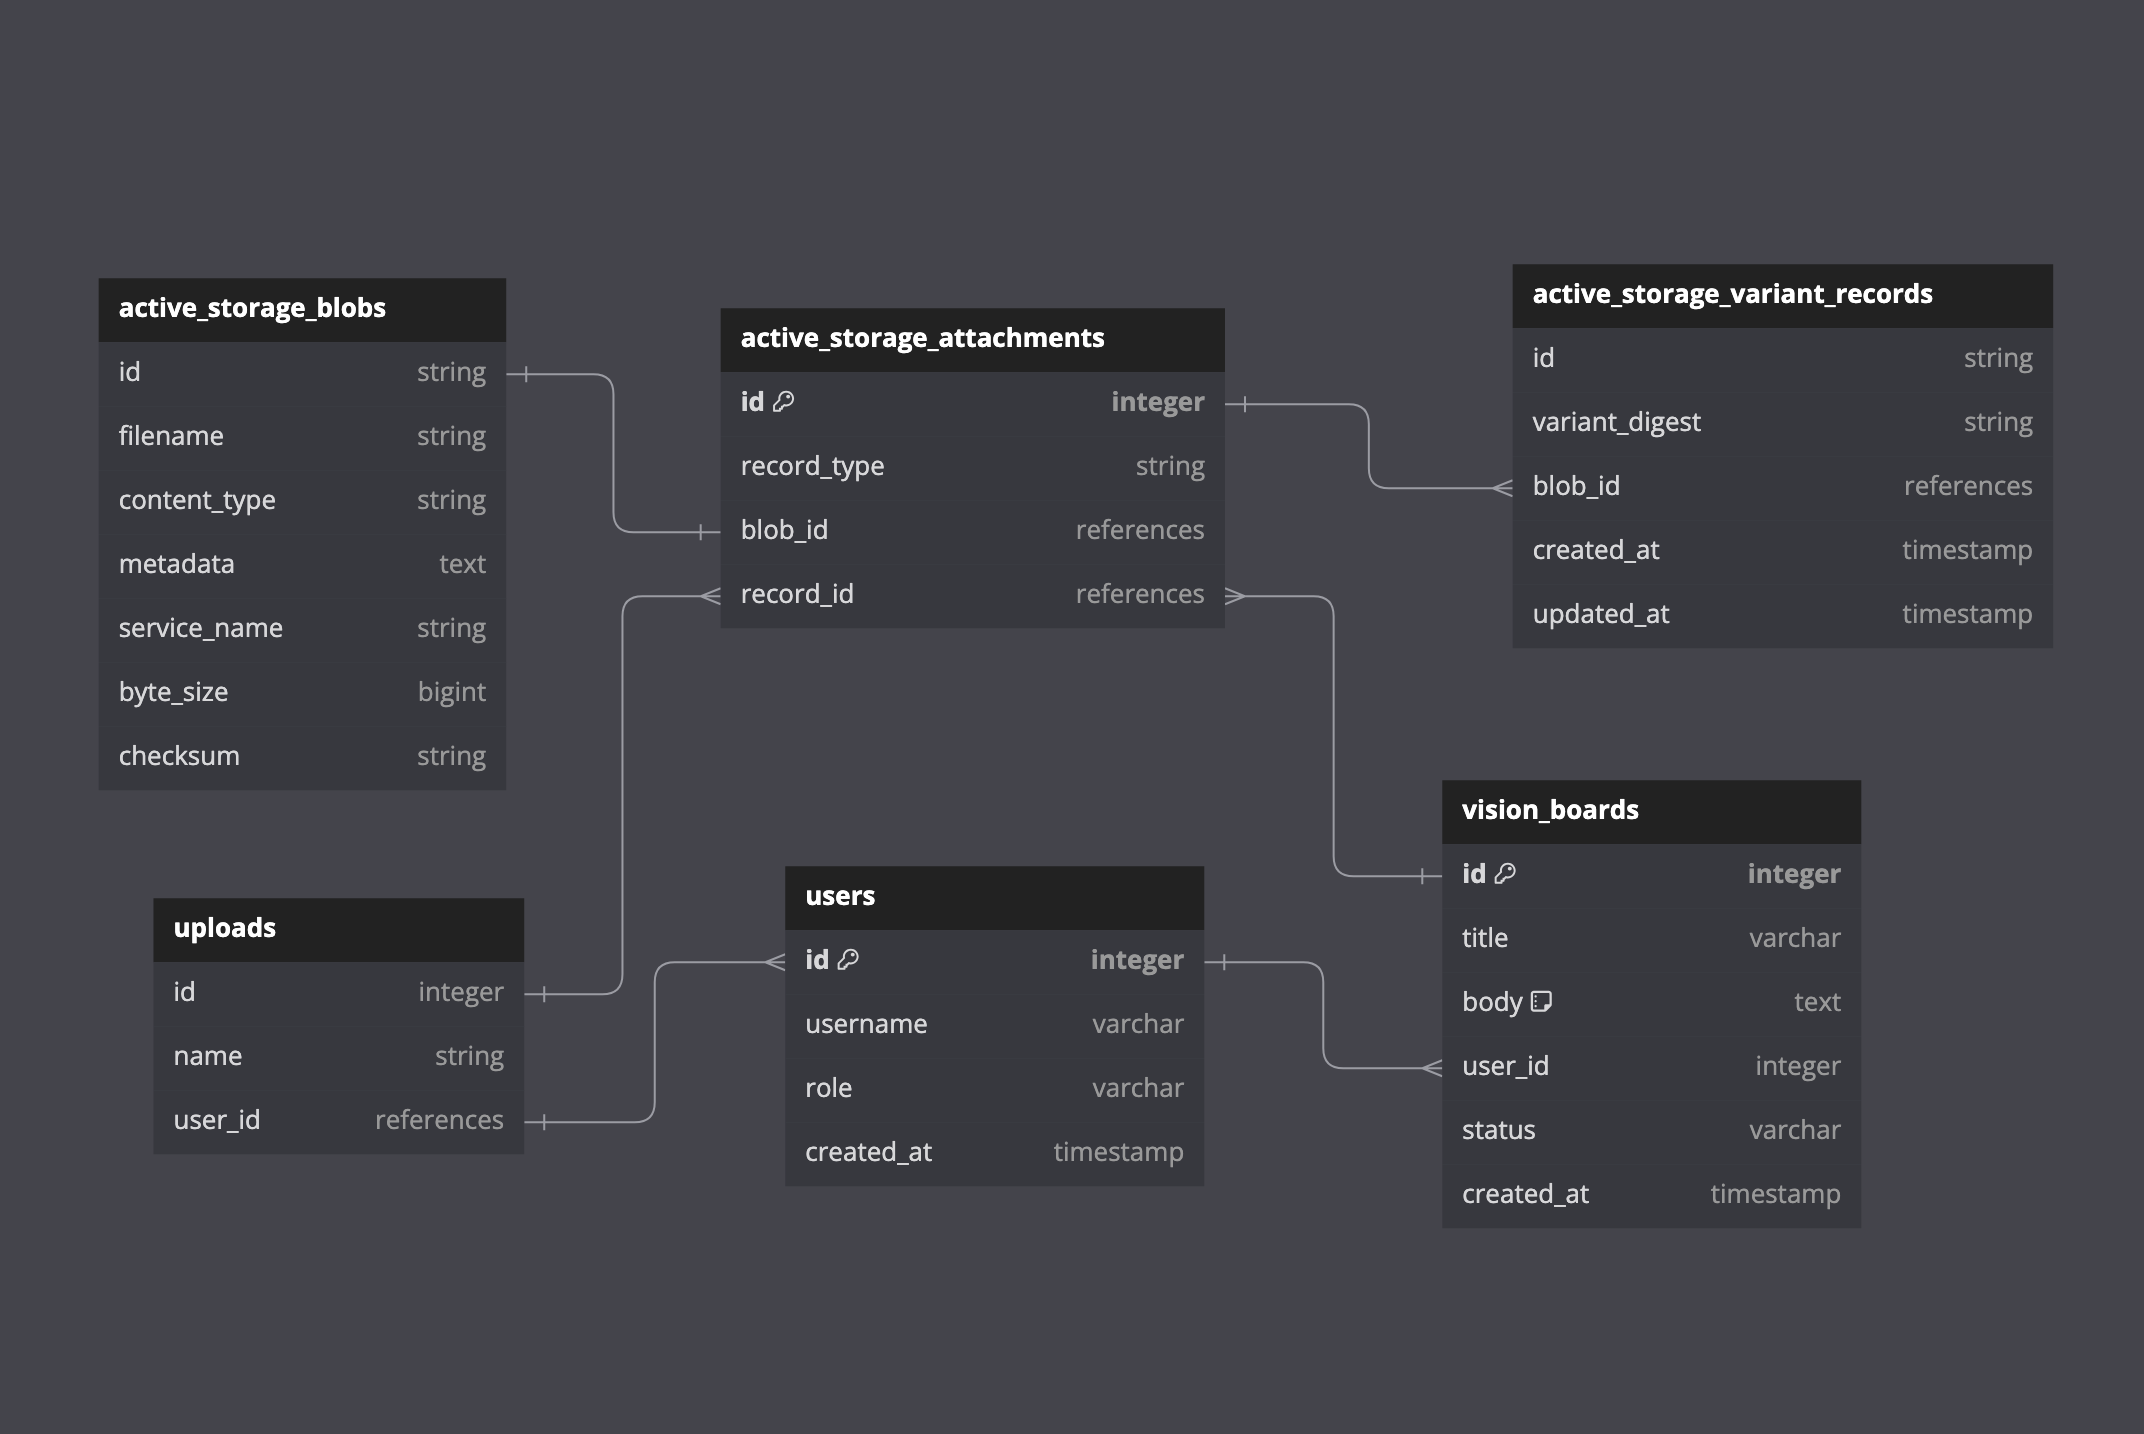 active_storage_blobs
id string
filename string
content_type string
metadata text
service_name string
byte_size bigint
checksum string
active_storage_attachments
id integer
record_type string
blob_id references
record_id references
active_storage_variant_records
id string
variant_digest string
blob_id references
created_at timestamp
updated_at timestamp
uploads
id integer
name string
user_id references
users
id integer
username varchar
role varchar
created_at timestamp
vision_boards
id integer
title varchar
body text
user_id integer
status varchar
created_at timestamp